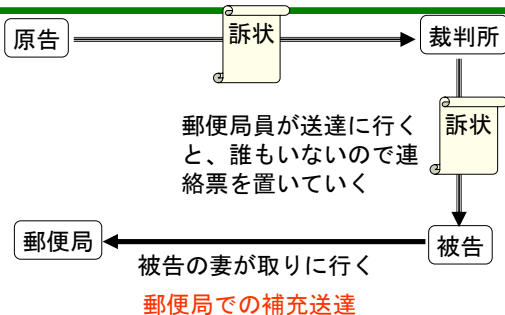 原告
訴状
裁判所
郵便局員が送達に行く
と、誰もいないので連
絡票を置いていく
訴状
郵便局
被告
被告の妻が取りに行く
郵便局での補充送達